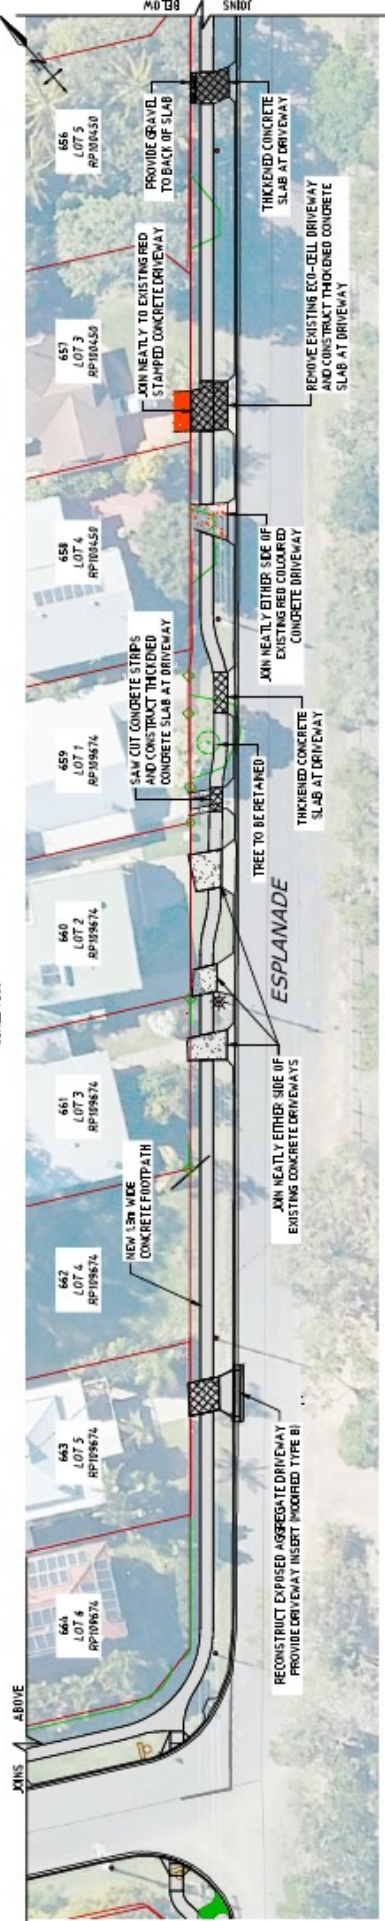 JOINS
ABOVE
664
LOT 6
RP109674
663
LOT 5
RP109674
662
LOT 4
RP109674
661
LOT 3
RP109674
660
LOT 2
RP109674
659
LOT 1
RP109674
658
LOT 4
RP100450
657
LOT 3
RP100450
656
LOT 5
RP100450
NEW 1.8m WIDE
CONCRETE FOOTPATH
SAW CUT CONCRETE STRIPS
AND CONSTRUCT THICKENED
CONCRETE SLAB AT DRIVEWAY
JOIN NEATLY TO EXISTING RED
STAMPED CONCRETE DRIVEWAY
PROVIDE GRAVEL
TO BACK OF SLAB
RECONSTRUCT EXPOSED AGGREGATE DRIVEWAY
PROVIDE DRIVEWAY INSERT (MODIFIED TYPE B)
JOIN NEATLY EITHER SIDE OF
EXISTING CONCRETE DRIVEWAYS
ESPLANADE
TREE TO BE RETAINED
THICKENED CONCRETE
SLAB AT DRIVEWAY
JOIN NEATLY EITHER SIDE OF
EXISTING RED COLOURED
CONCRETE DRIVEWAY
REMOVE EXISTING ECO-CELL DRIVEWAY
AND CONSTRUCT THICKENED CONCRETE
SLAB AT DRIVEWAY
THICKENED CONCRETE
SLAB AT DRIVEWAY
JOINS
BELOW